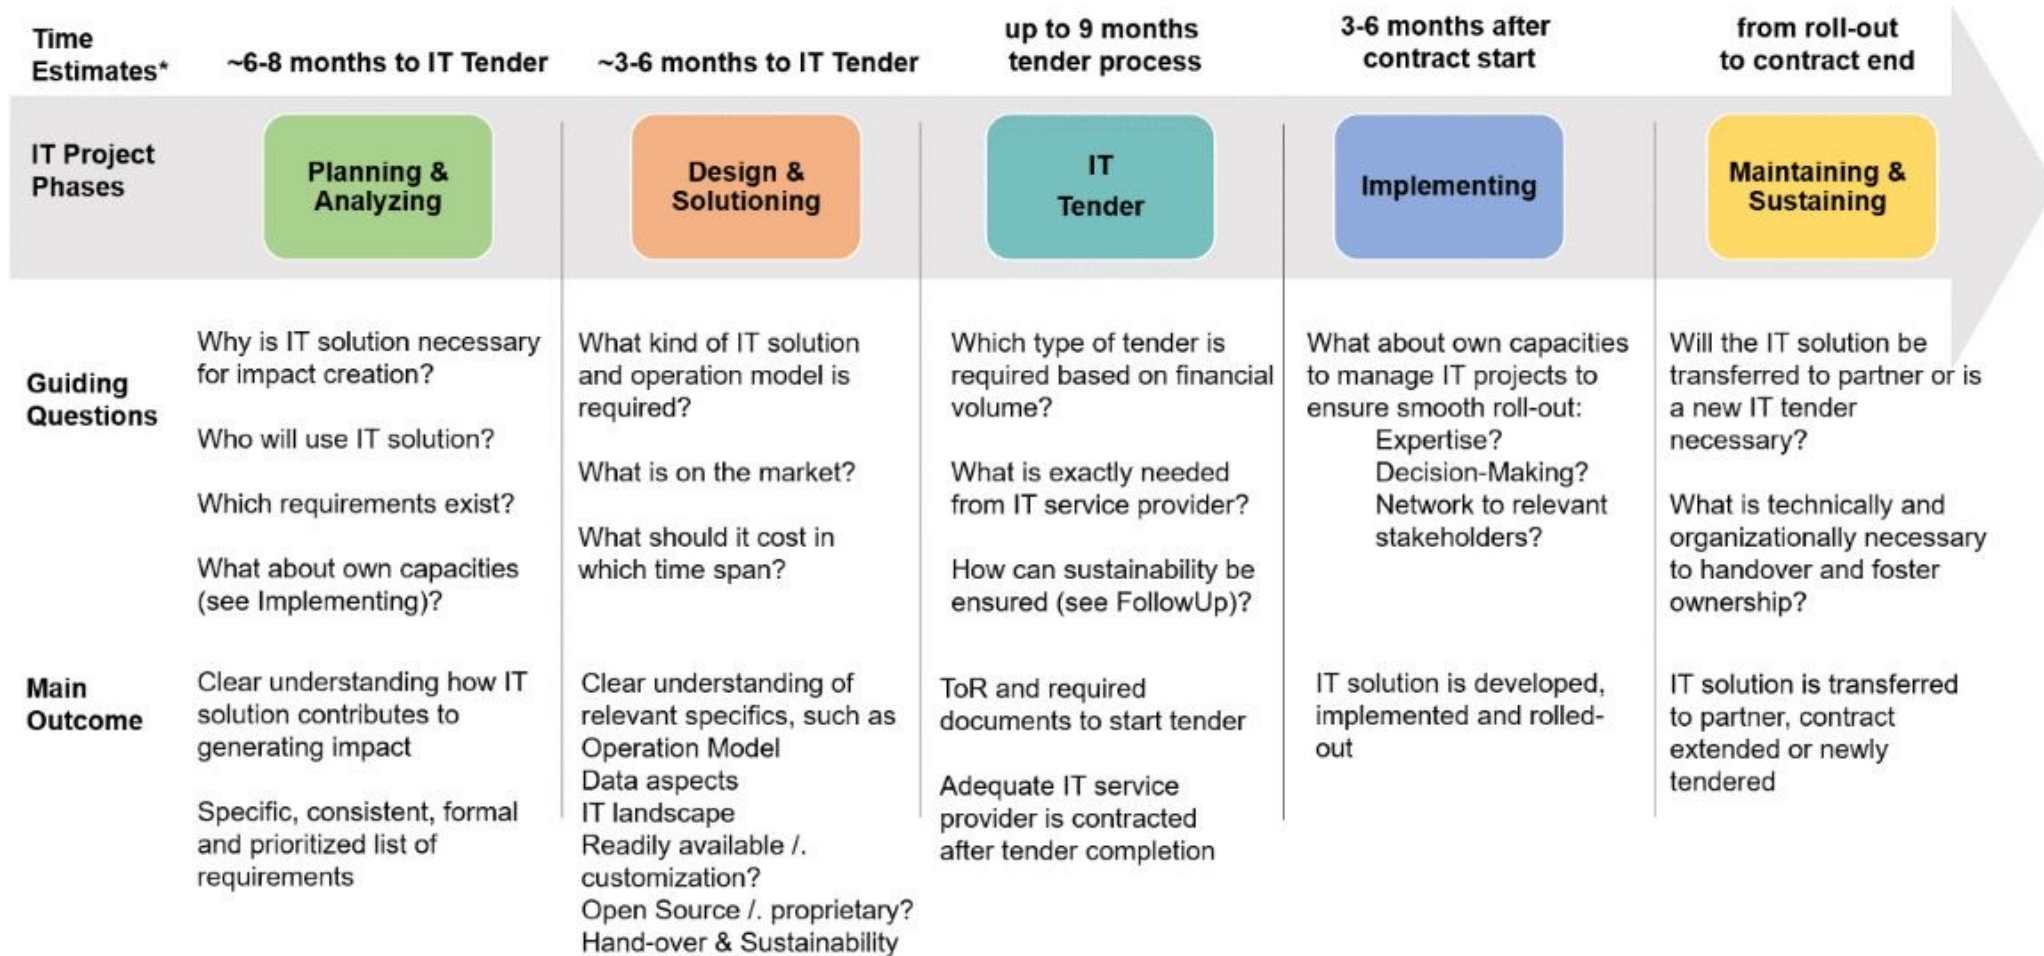 Time
Estimates*
~6-8 months to IT Tender
~3-6 months to IT Tender
up to 9 months
tender process
3-6 months after
contract start
from roll-out
to contract end
IT Project
Phases
Planning &
Analyzing
Design &
Solutioning
IT
Tender
Implementing
Maintaining &
Sustaining
Guiding
Questions
Why is IT solution necessary
for impact creation?
Who will use IT solution?
Which requirements exist?
What about own capacities
(see Implementing)?
What kind of IT solution
and operation model is
required?
What is on the market?
What should it cost in
which time span?
Which type of tender is
required based on financial
volume?
What is exactly needed
from IT service provider?
How can sustainability be
ensured (see FollowUp)?
What about own capacities
to manage IT projects to
ensure smooth roll-out:
Expertise?
Decision-Making?
Network to relevant
stakeholders?
Will the IT solution be
transferred to partner or is
a new IT tender
necessary?
What is technically and
organizationally necessary
to handover and foster
ownership?
Main
Outcome
Clear understanding how IT
solution contributes to
generating impact
Specific, consistent, formal
and prioritized list of
requirements
Clear understanding of
relevant specifics, such as
Operation Model
Data aspects
IT landscape
Readily available /.
customization?
Open Source /. proprietary?
Hand-over & Sustainability
ToR and required
documents to start tender
Adequate IT service
provider is contracted
after tender completion
IT solution is developed,
implemented and rolled-
out
IT solution is transferred
to partner, contract
extended or newly
tendered